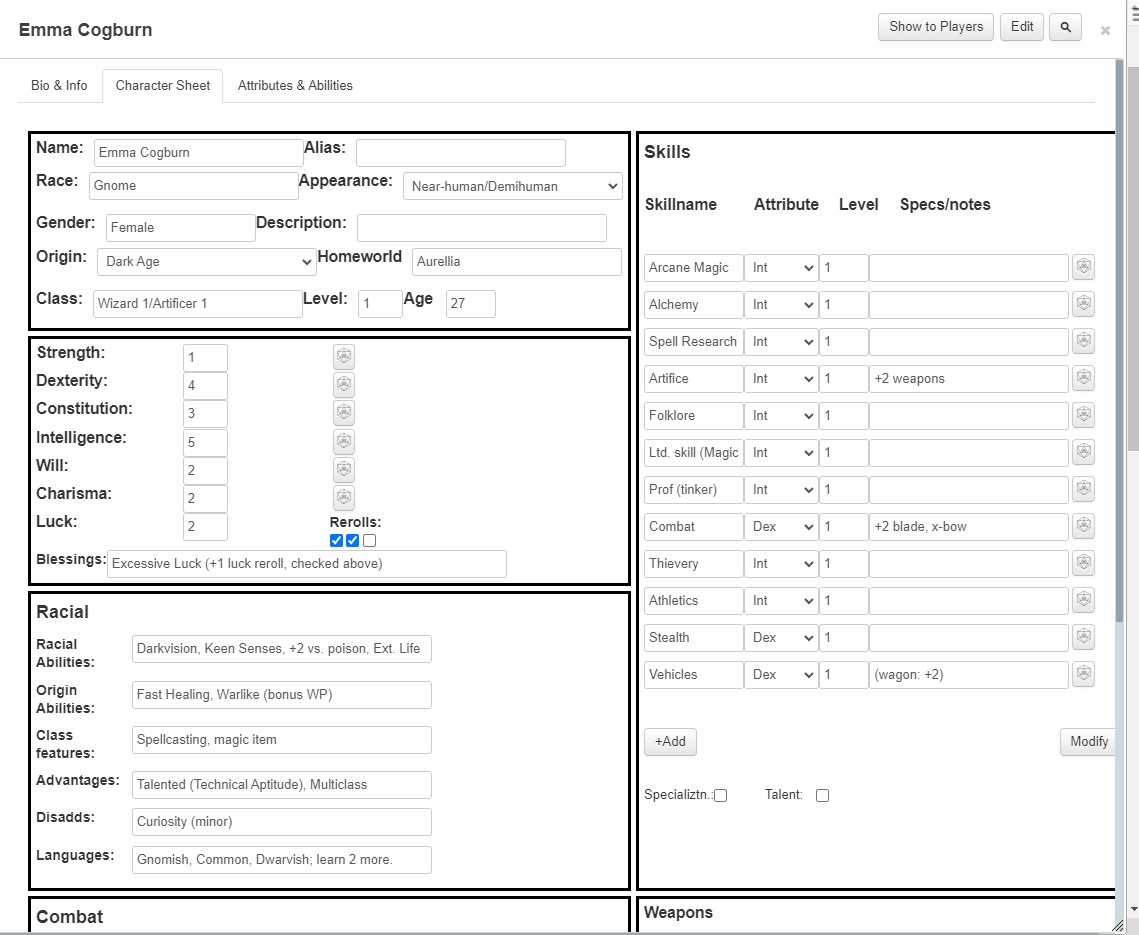 Emma Cogburn
Show to Players
Edit
Bio & Info
Character Sheet
Attributes & Abilities
Name: Emma Cogburn Alias:
Race: Gnome Appearance: Near-human/Demihuman
Gender: Female Description:
Origin: Dark Age Homeworld Aurellia
Class: Wizard 1/Artificer 1 Level: 1 Age 27
Strength: 1
Dexterity: 4
Constitution: 3
Intelligence: 5
Will: 2
Charisma: 2
Luck: 2 Rerolls:
Blessings: Excessive Luck (+1 luck reroll, checked above)
Racial
Racial Abilities: Darkvision, Keen Senses, +2 vs. poison, Ext. Life
Origin Abilities: Fast Healing, Warlike (bonus WP)
Class features: Spellcasting, magic item
Advantages: Talented (Technical Aptitude), Multiclass
Disadds: Curiosity (minor)
Languages: Gnomish, Common, Dwarvish; learn 2 more.
Combat
Skills
Skillname Attribute Level Specs/notes
Arcane Magic Int 1
Alchemy Int 1
Spell Research Int 1
Artifice Int 1 +2 weapons
Folklore Int 1
Ltd. skill (Magic Int 1
Prof (tinker) Int 1
Combat Dex 1 +2 blade, x-bow
Thievery Int 1
Athletics Int 1
Stealth Dex 1
Vehicles Dex 1 (wagon: +2)
+Add Modify
Specializtn.: Talent:
Weapons